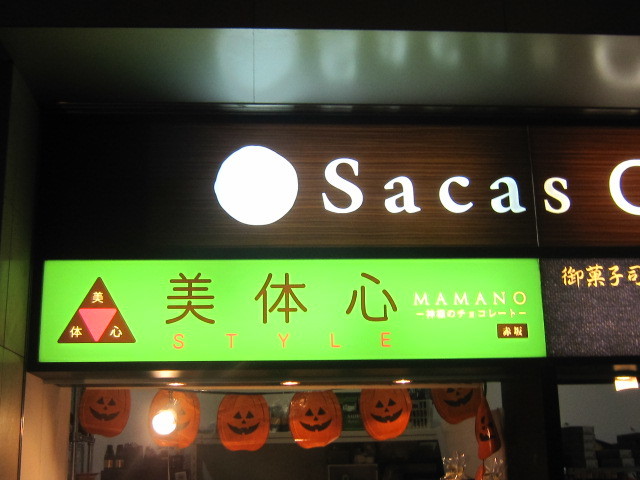 Sacas
美体心
STYLE
美
体 心
MAMANO
－神道のチョコレート－
赤坂
御菓子司